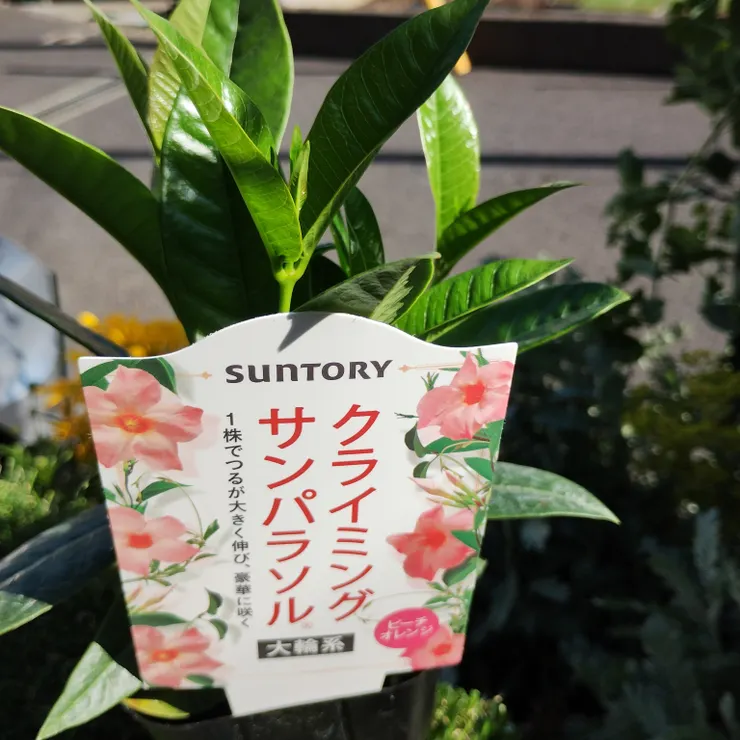 SUNTORY
クライミング
サンパラソル®
1株でつるが大きく伸び、豪華に咲く
大輪系
ピーチ
オレンジ